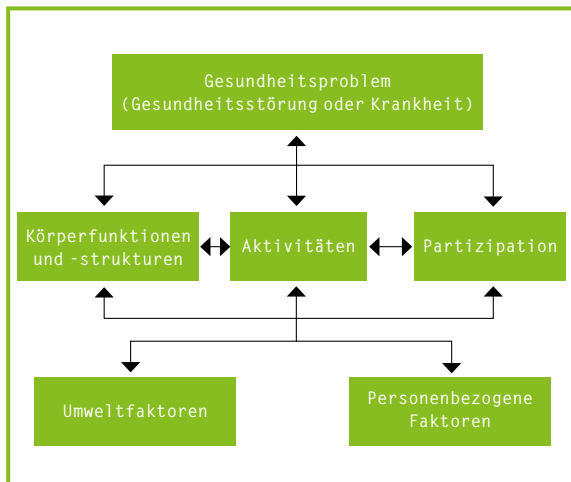 Gesundheitsproblem
(Gesundheitsstörung oder Krankheit)
Körperfunktionen
und -strukturen
Aktivitäten
Partizipation
Umweltfaktoren
Personenbezogene
Faktoren